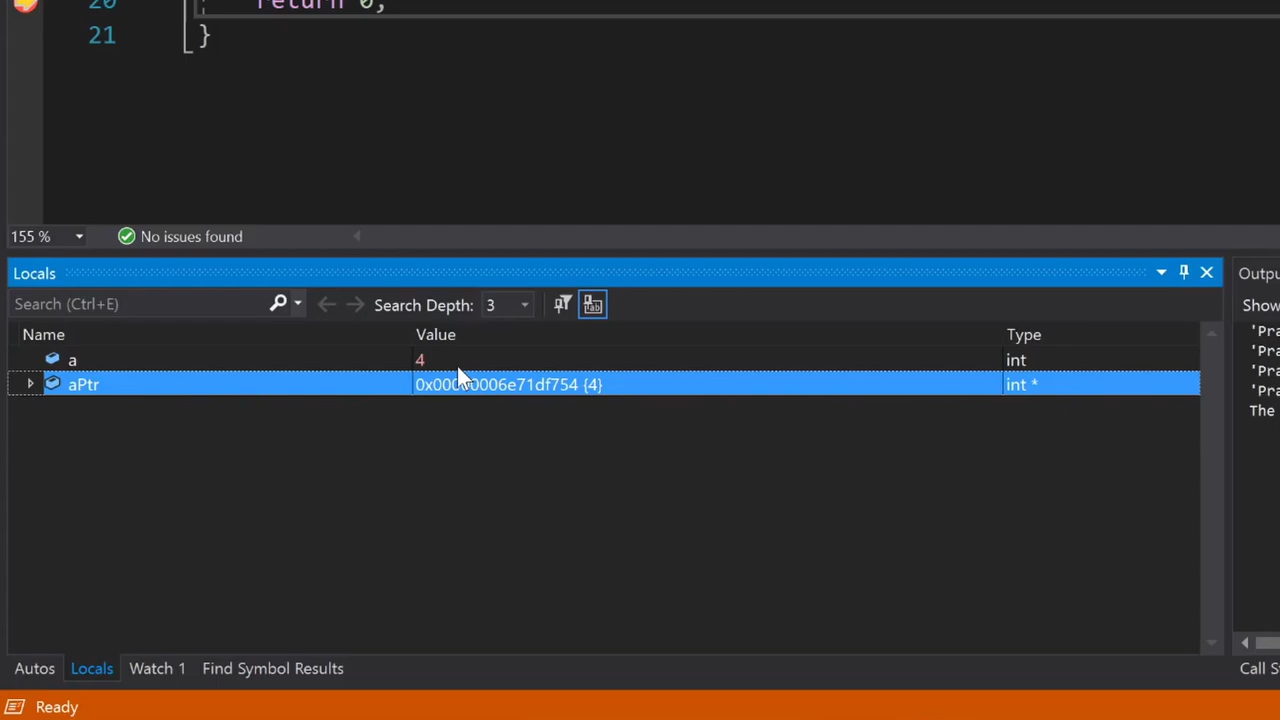 20 return 0;
21 }
155 % No issues found
Locals
Search (Ctrl+E) Search Depth: 3
Name Value Type
a 4 int
aPtr {4} int *
Autos Locals Watch 1 Find Symbol Results
Ready
Outpu
Show
'Pra
'Pra
'Pra
'Pra
The
Call S